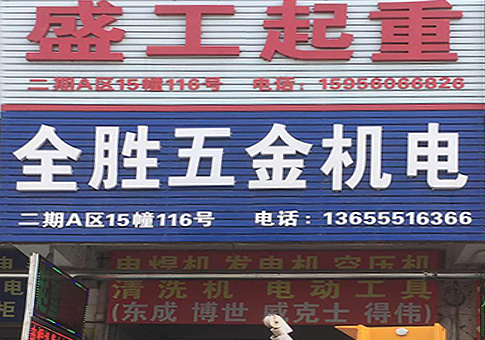 盛工起重
二期A区15幢116号 电话：15956066826
全胜五金机电
二期A区15幢116号 电话：13655516366
电焊机 发电机 空压机
清洗机 电动工具
(东成 博世 威克士 得伟)
电
柜